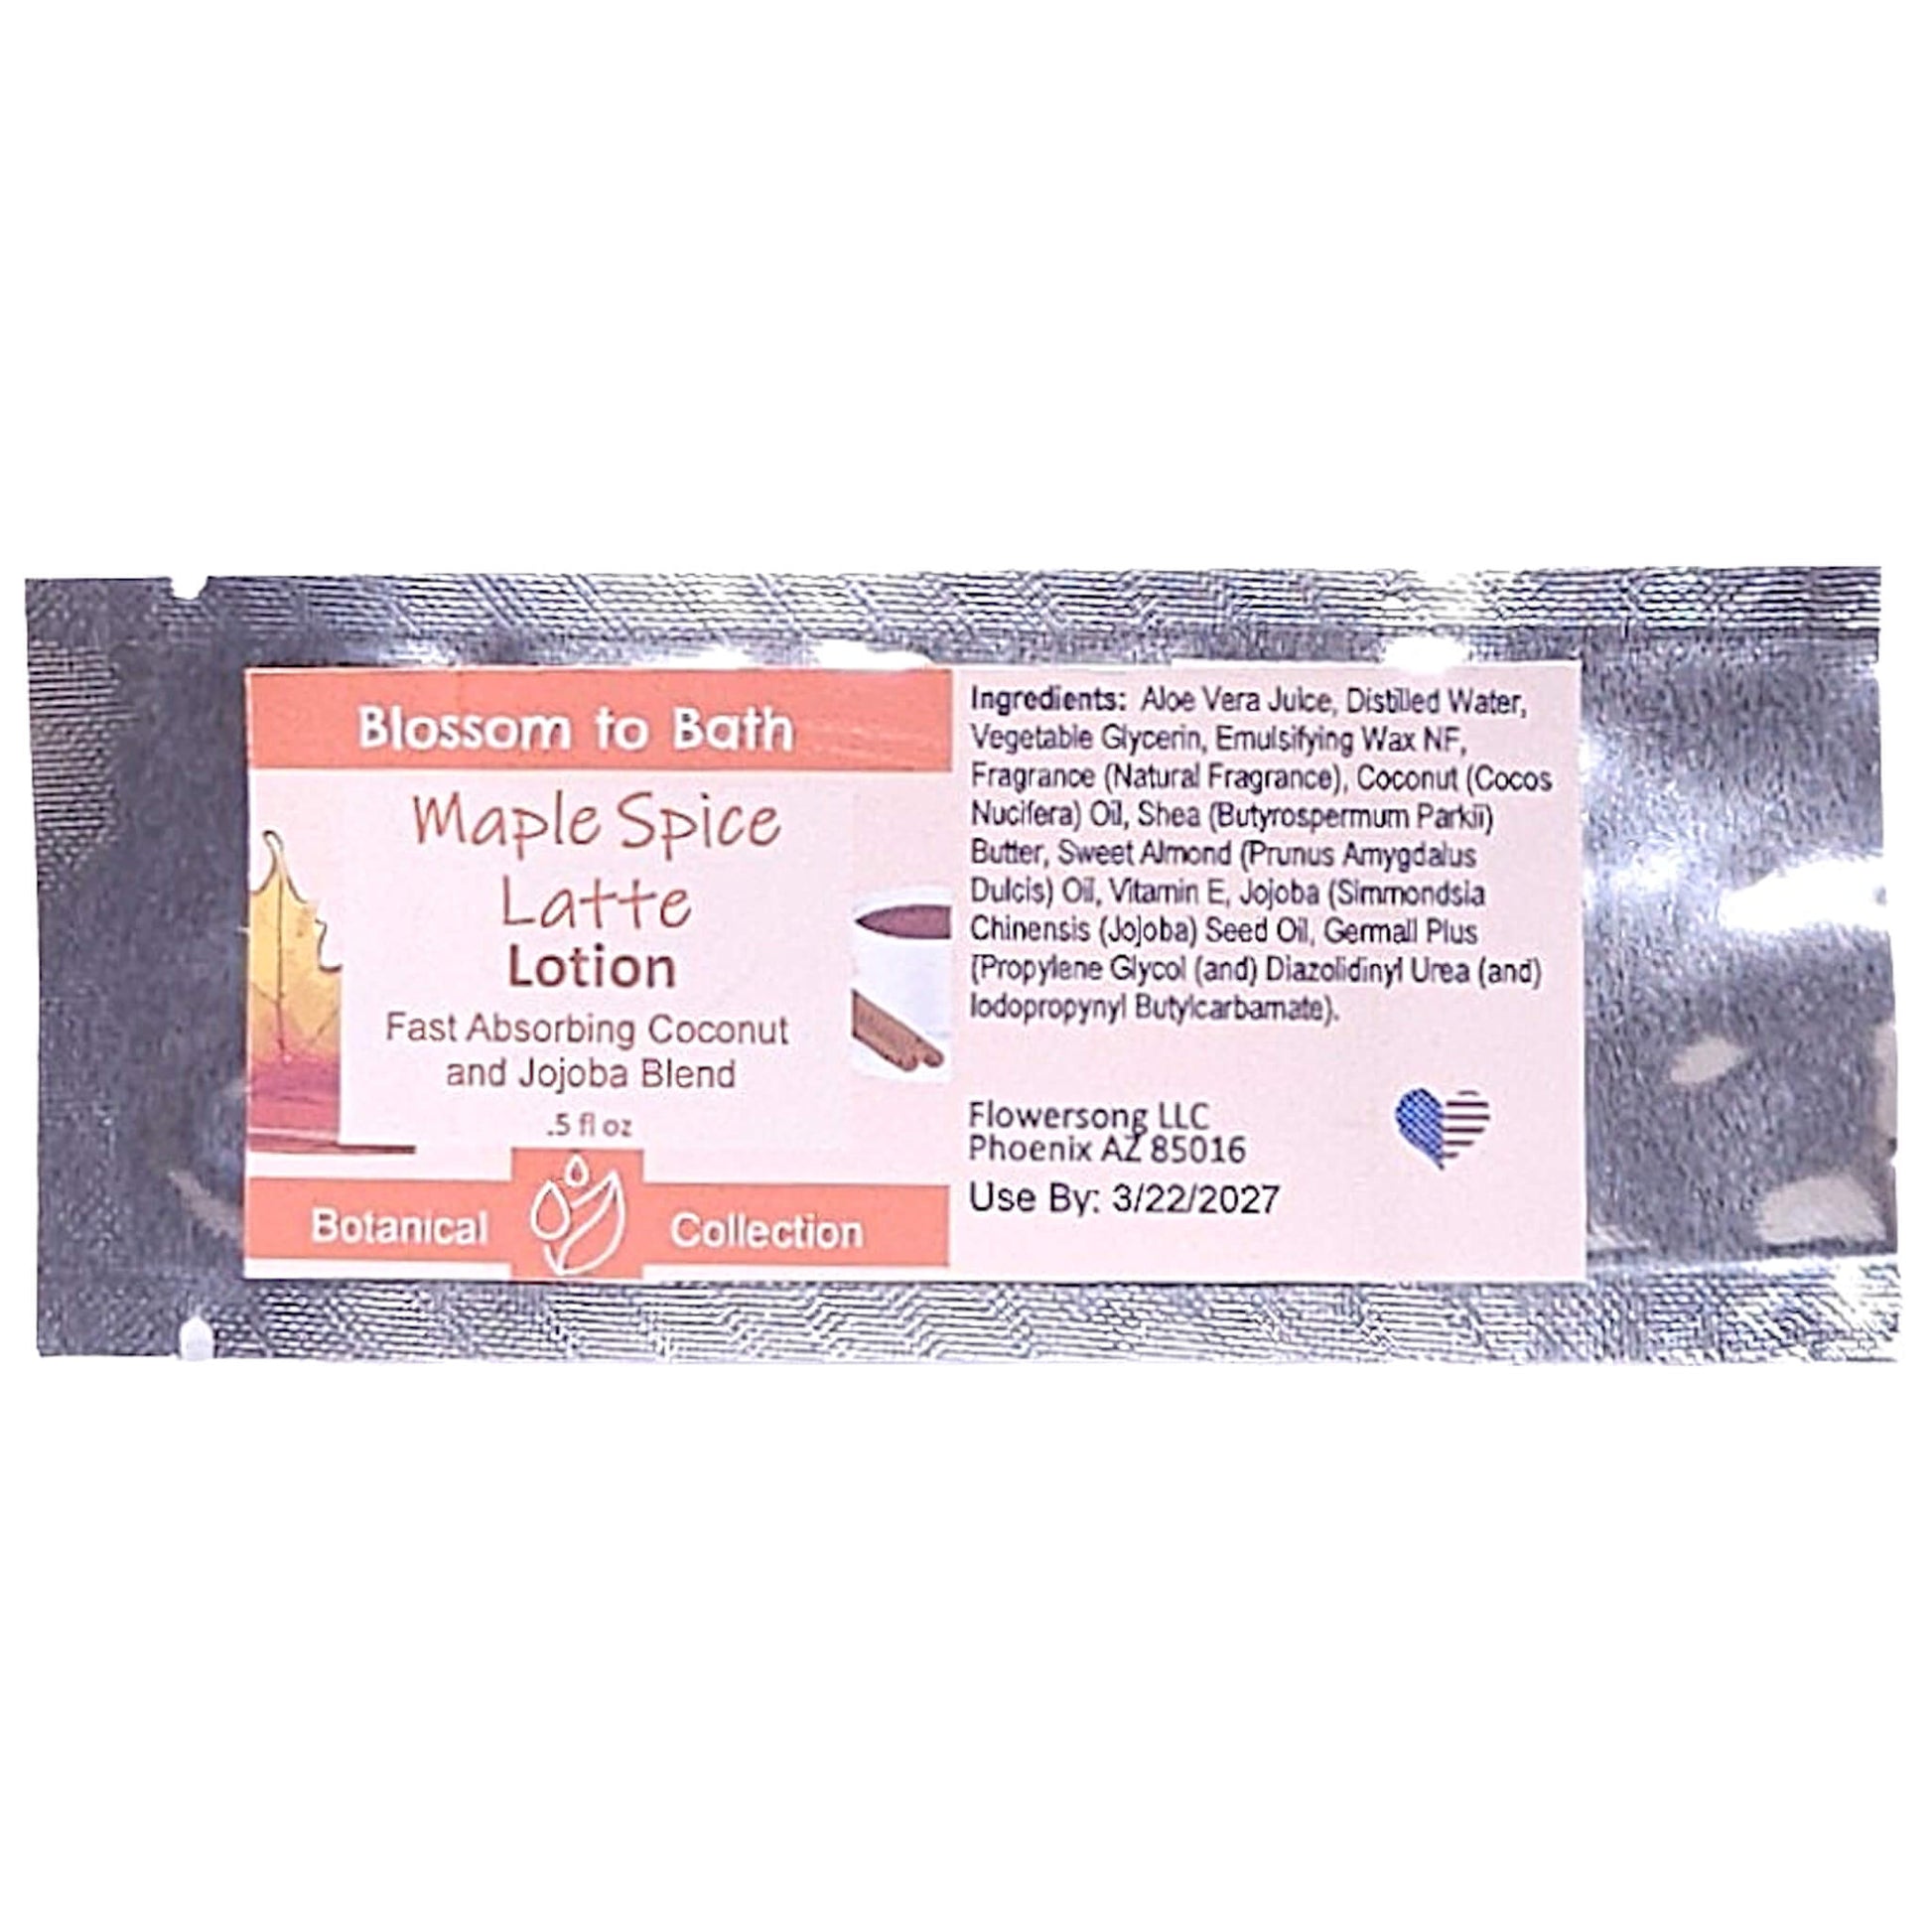 Blossom to Bath
Maple Spice
Latte
Lotion
Fast Absorbing Coconut
and Jojoba Blend
.5 fl oz
Botanical Collection
Ingredients: Aloe Vera Juice, Distilled Water,
Vegetable Glycerin, Emulsifying Wax NF,
Fragrance (Natural Fragrance), Coconut (Cocos
Nucifera) Oil, Shea (Butyrospermum Parkii)
Butter, Sweet Almond (Prunus Amygdalus
Dulcis) Oil, Vitamin E, Jojoba (Simmondsia
Chinensis (Jojoba) Seed Oil, Germall Plus
(Propylene Glycol (and) Diazolidinyl Urea (and)
Iodopropynyl Butylcarbamate).
Flowersong LLC
Phoenix AZ 85016
Use By: 3/22/2027